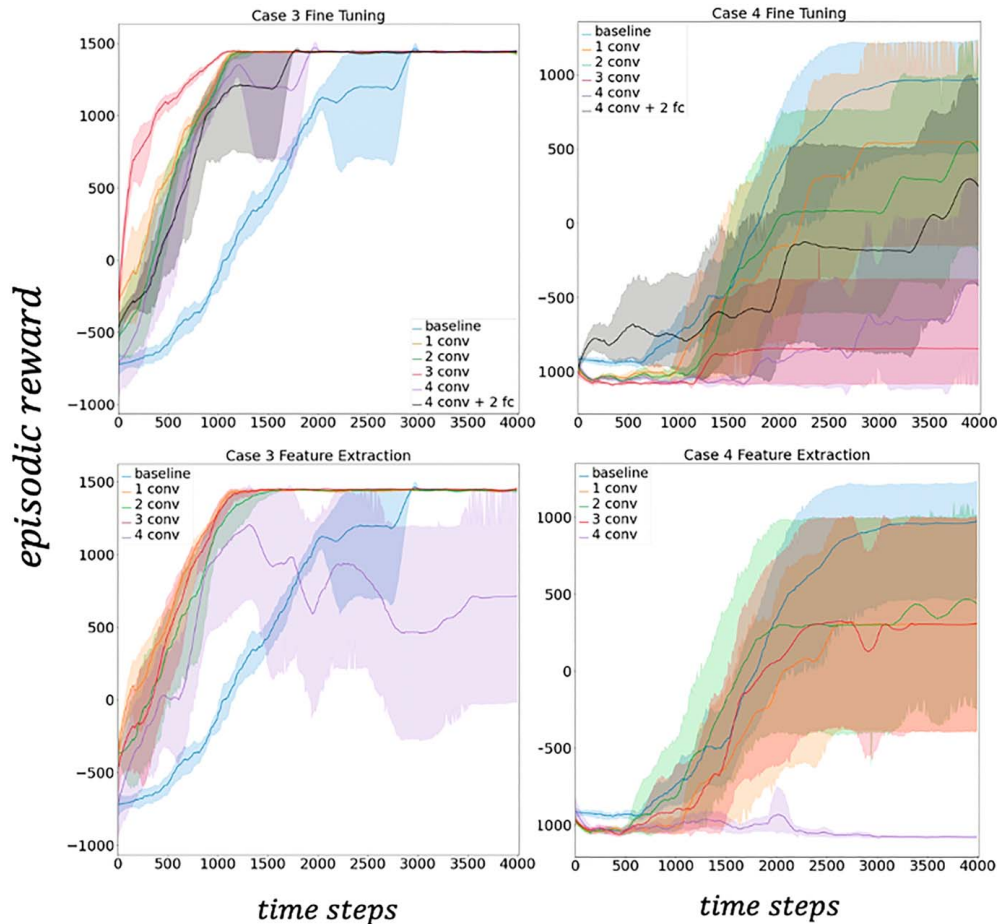 Case 3 Fine Tuning
1500
1000
500
0
−500
−1000
baseline
1 conv
2 conv
3 conv
4 conv
4 conv + 2 fc
0 500 1000 1500 2000 2500 3000 3500 4000
Case 4 Fine Tuning
baseline
1 conv
2 conv
3 conv
4 conv
4 conv + 2 fc
1000
500
0
−500
1000
0 500 1000 1500 2000 2500 3000 3500 4000
episodic reward
Case 3 Feature Extraction
baseline
1 conv
2 conv
3 conv
4 conv
1500
1000
500
0
−500
−1000
0 500 1000 1500 2000 2500 3000 3500 4000
time steps
Case 4 Feature Extraction
baseline
1 conv
2 conv
3 conv
4 conv
1000
500
0
−500
1000
0 500 1000 1500 2000 2500 3000 3500 4000
time steps